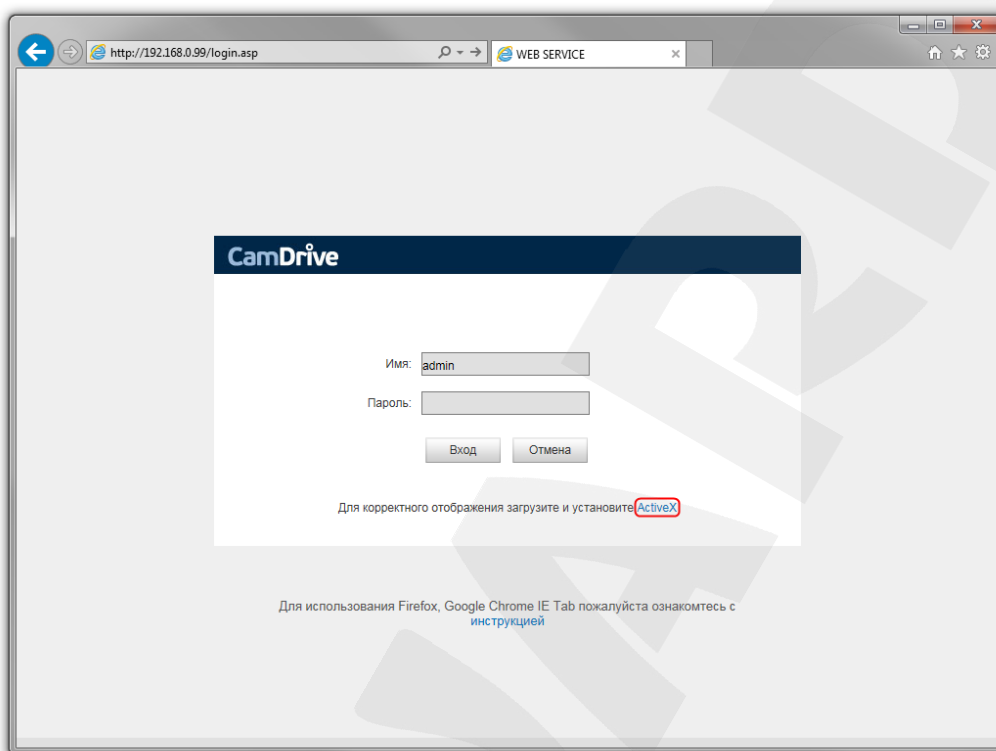 http://192.168.0.99/login.asp
WEB SERVICE
CamDrive
Имя: admin
Пароль:
Вход Отмена
Для корректного отображения загрузите и установите ActiveX
Для использования Firefox, Google Chrome IE Tab пожалуйста ознакомтесь с
инструкцией